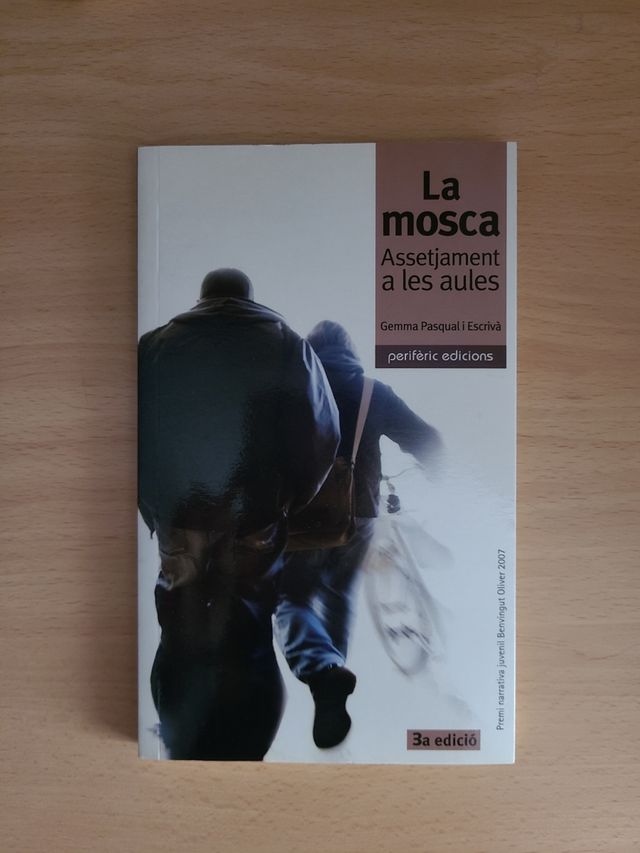 La
mosca
Assetjament
a les aules
Gemma Pasqual i Escrivà
perifèric edicions
Premi narrativa juvenil Benvingut Oliver 2007
3a edició